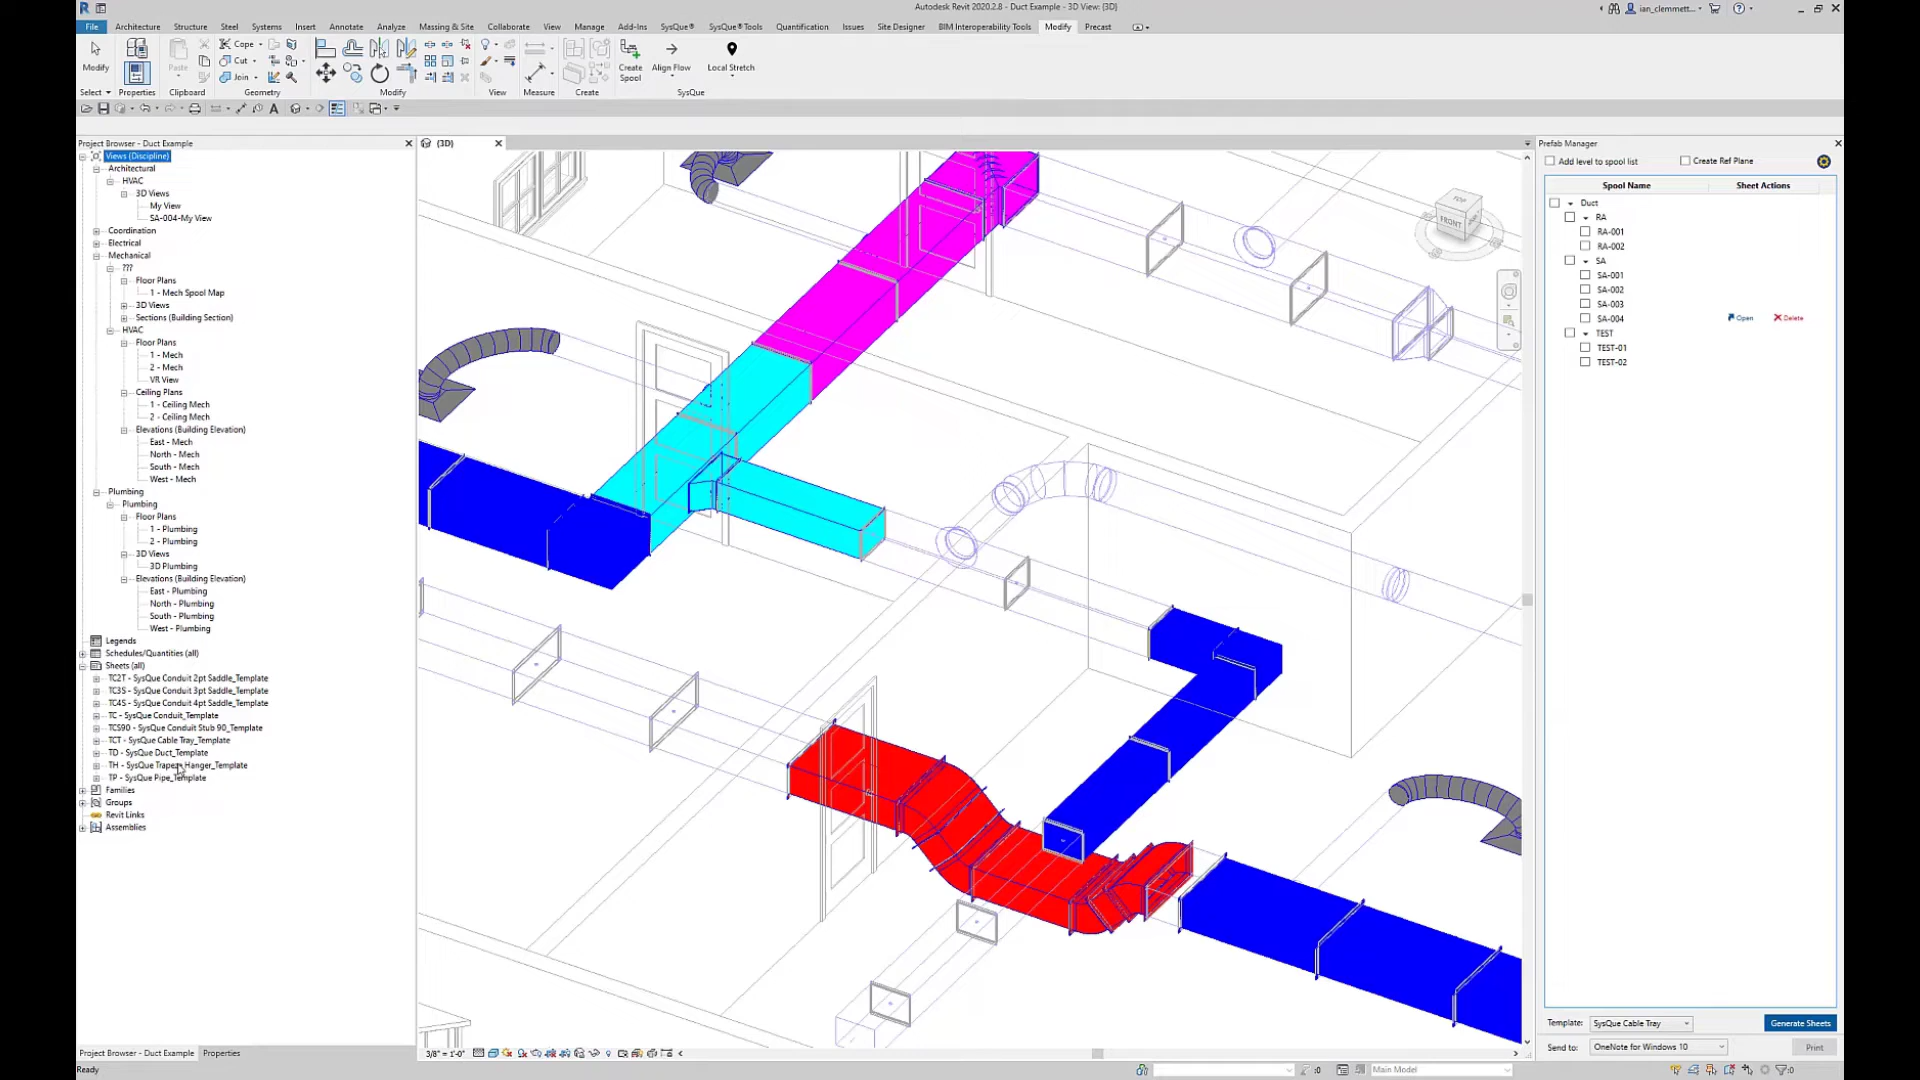 Autodesk Revit 2020.2.8 - Duct Example - 3D View: {3D}
ian_clemmett...
File Architecture Structure Steel Systems Insert Annotate Analyze Massing & Site Collaborate View Manage Add-Ins SysQue® SysQue®Tools Quantification Issues Site Designer BIM Interoperability Tools Modify Precast
Modify
Properties
Paste
Cope
Cut
Join
Create Spool
Align Flow
Local Stretch
Select Properties Clipboard Geometry Modify View Measure Create SysQue
Project Browser - Duct Example
Views (Discipline)
Architectural
HVAC
3D Views
My View
SA-004-My View
Coordination
Electrical
Mechanical
???
Floor Plans
1 - Mech Spool Map
3D Views
Sections (Building Section)
HVAC
Floor Plans
1 - Mech
2 - Mech
VR View
Ceiling Plans
1 - Ceiling Mech
2 - Ceiling Mech
Elevations (Building Elevation)
East - Mech
North - Mech
South - Mech
West - Mech
Plumbing
Plumbing
Floor Plans
1 - Plumbing
2 - Plumbing
3D Views
3D Plumbing
Elevations (Building Elevation)
East - Plumbing
North - Plumbing
South - Plumbing
West - Plumbing
Legends
Schedules/Quantities (all)
Sheets (all)
TC2T - SysQue Conduit 2pt Saddle_Template
TC3S - SysQue Conduit 3pt Saddle_Template
TC4S - SysQue Conduit 4pt Saddle_Template
TC - SysQue Conduit_Template
TCS90 - SysQue Conduit Stub 90_Template
TCT - SysQue Cable Tray_Template
TD - SysQue Duct_Template
TH - SysQue Trapeze Hanger_Template
TP - SysQue Pipe_Template
Families
Groups
Revit Links
Assemblies
Project Browser - Duct Example Properties
Ready
{3D}
TOP
FRONT
3/8" = 1'-0"
:0
Main Model
:0
Prefab Manager
Add level to spool list Create Ref Plane
Spool Name Sheet Actions
Duct
RA
RA-001
RA-002
SA
SA-001
SA-002
SA-003
SA-004 Open Delete
TEST
TEST-01
TEST-02
Template: SysQue Cable Tray Generate Sheets
Send to: OneNote for Windows 10 Print